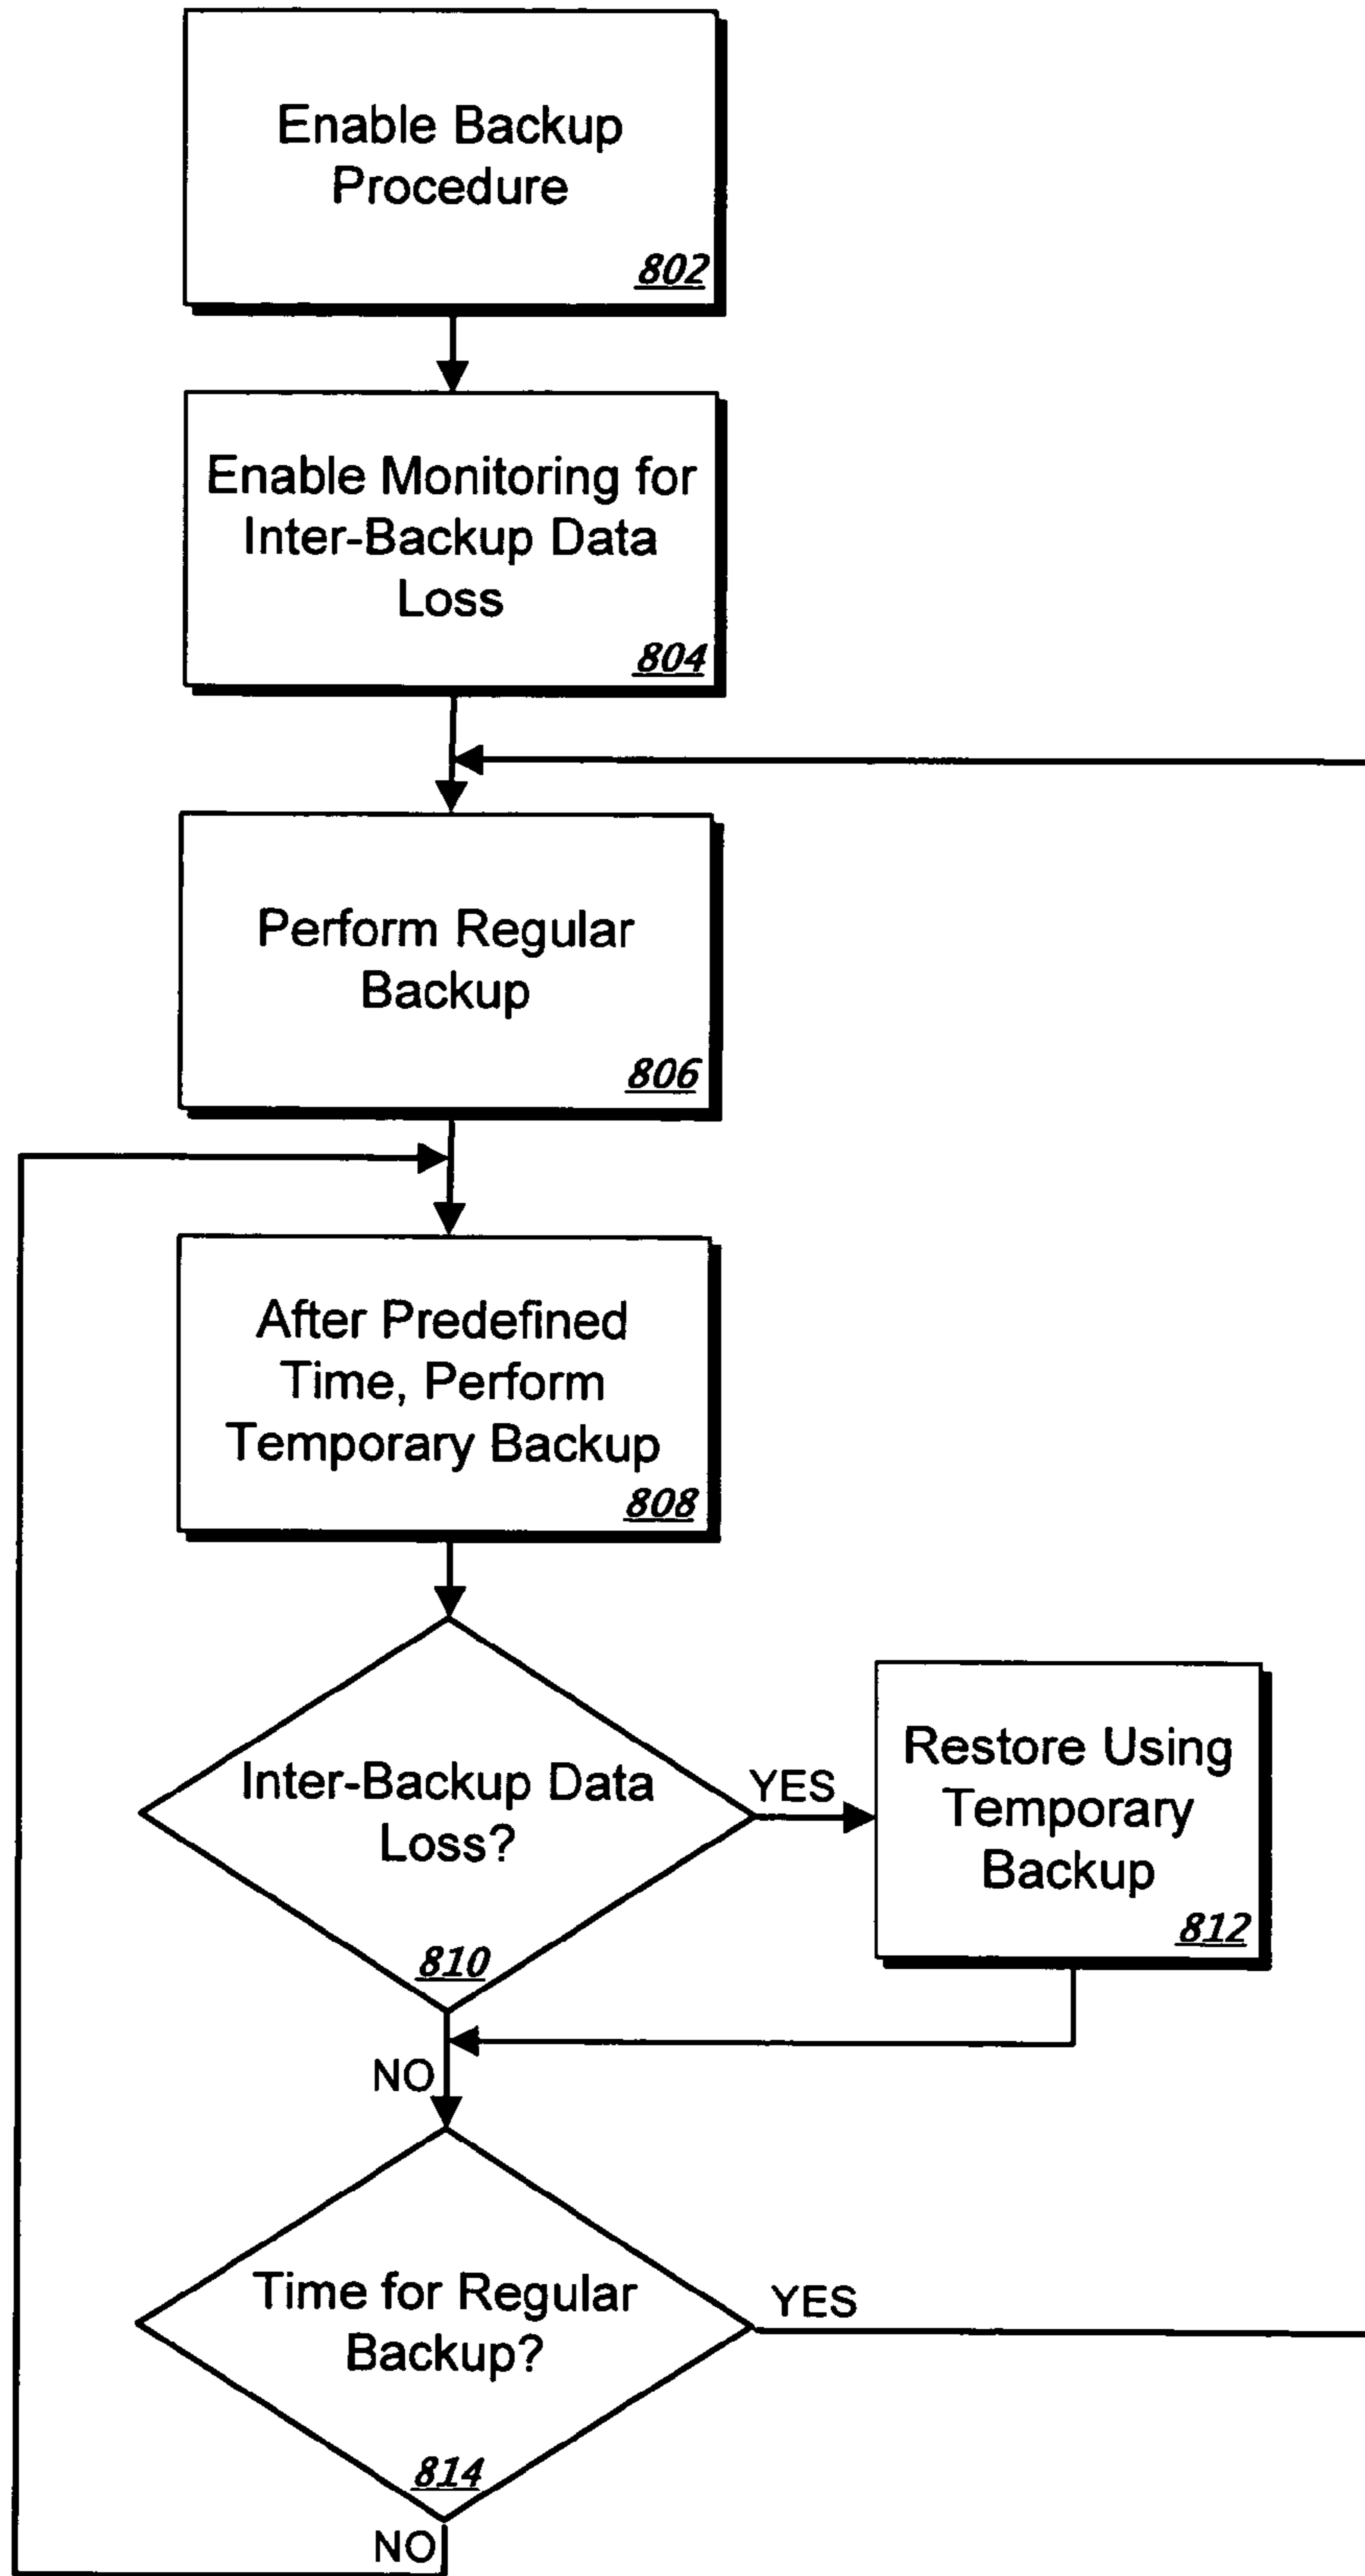 Enable Backup
Procedure
802
Enable Monitoring for
Inter-Backup Data
Loss
804
Perform Regular
Backup
806
After Predefined
Time, Perform
Temporary Backup
808
Inter-Backup Data
Loss?
810
YES
Restore Using
Temporary
Backup
812
NO
Time for Regular
Backup?
814
YES
NO